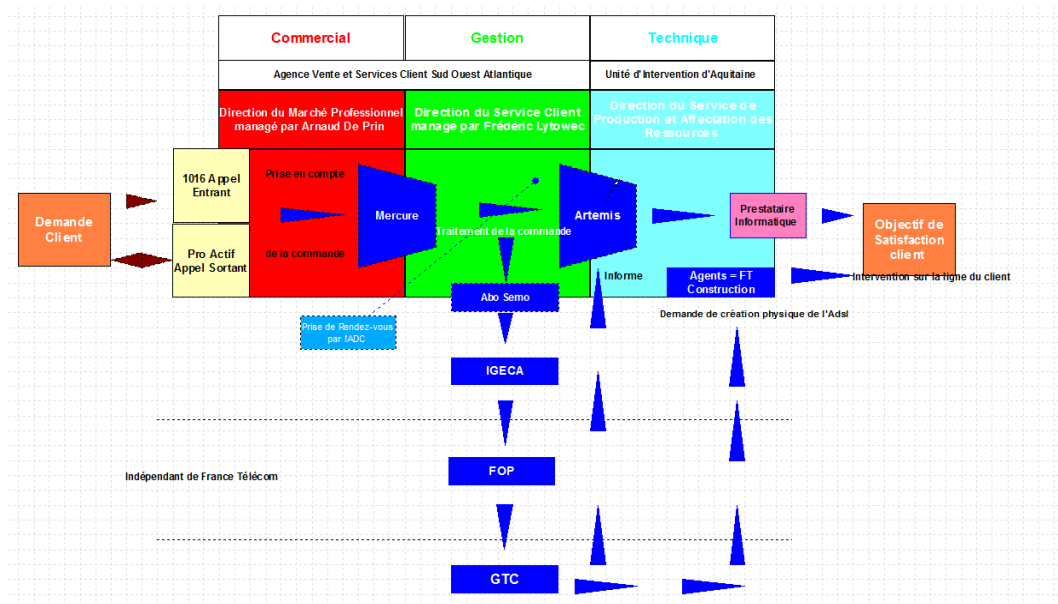 Commercial
Gestion
Technique
Agence Vente et Services Client Sud Ouest Atlantique
Unité d'Intervention d'Aquitaine
Direction du Marché Professionnel
managé par Arnaud De Prin
Direction du Service Client
managé par Frédéric Lytowec
Direction du Service de
Production et Affectation des
Ressources
1016 Appel
Entrant
Prise en compte
Demande
Client
Mercure
Artemis
Prestataire
Informatique
Objectif de
Satisfaction
client
Traitement de la commande
Pro Actif
Appel Sortant
de la commande
Informe
Agents = FT
Construction
Intervention sur la ligne du client
Abo Semo
Demande de création physique de l'Adsl
Prise de Rendez-vous
par l'ADC
IGECA
FOP
Indépendant de France Télécom
GTC